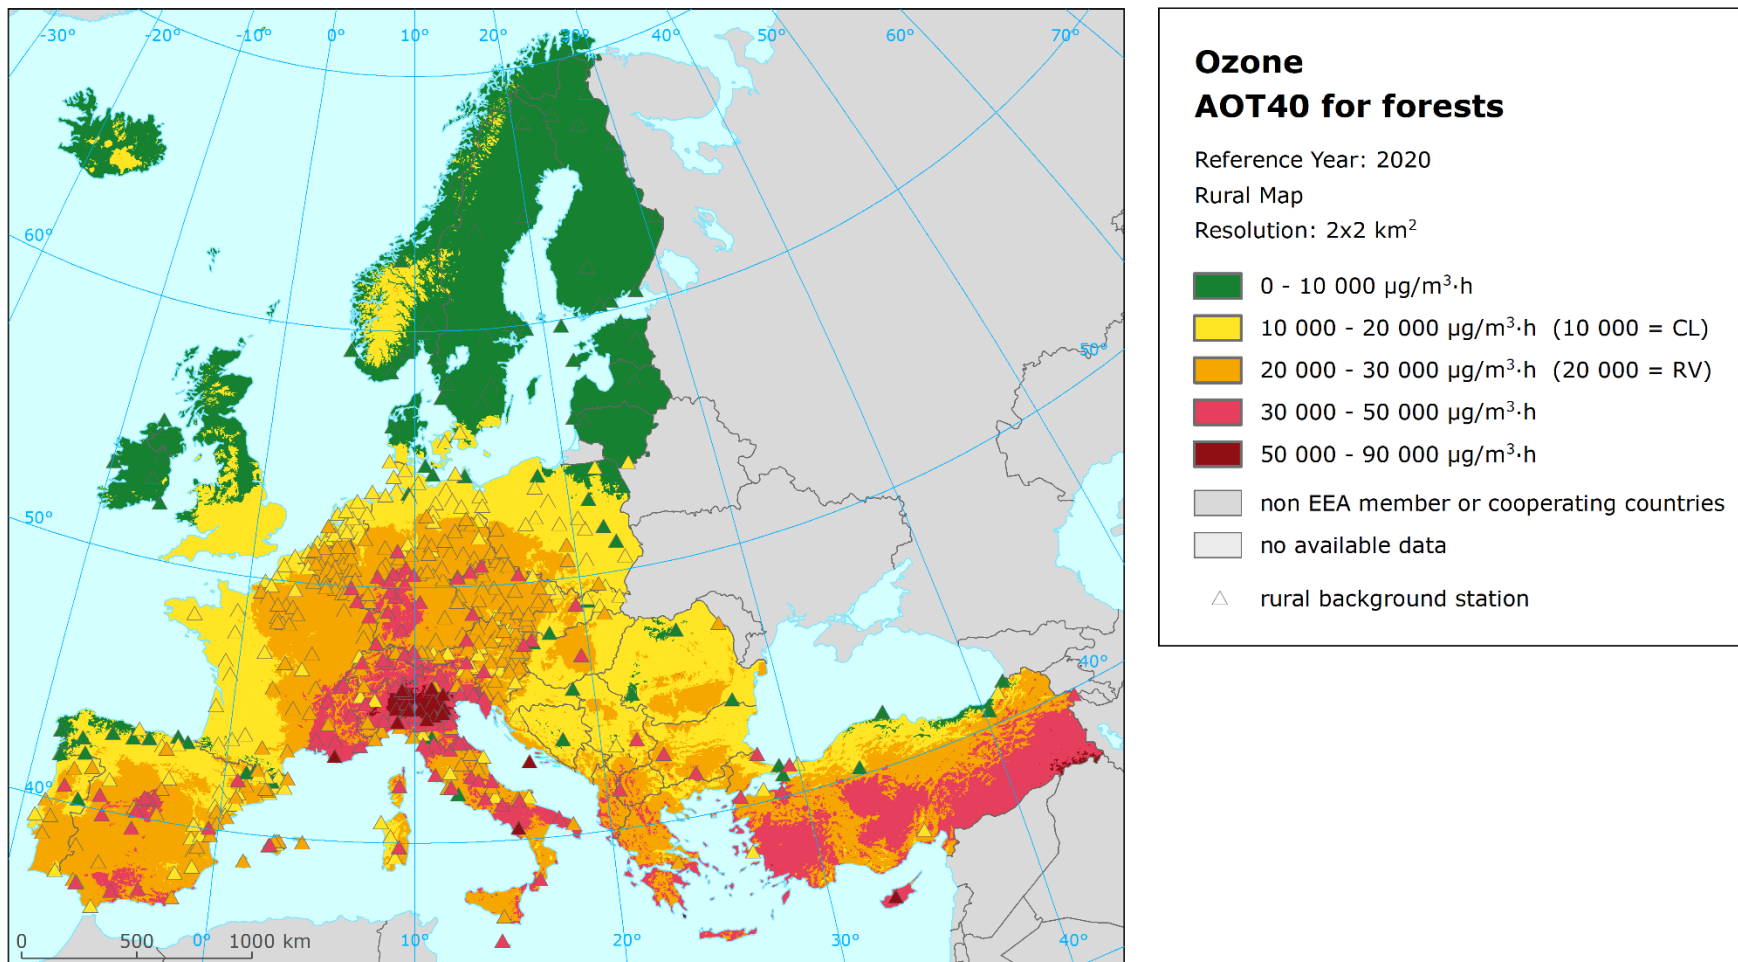 -30° -20° -10° 0° 10° 20° 30° 40° 50° 60° 70°
60°
50°
50°
40°
40°
0 500 1000 km
0° 10° 20° 30° 40°
Ozone
AOT40 for forests
Reference Year: 2020
Rural Map
Resolution: 2x2 km²
0 - 10 000 µg/m³·h
10 000 - 20 000 µg/m³·h (10 000 = CL)
20 000 - 30 000 µg/m³·h (20 000 = RV)
30 000 - 50 000 µg/m³·h
50 000 - 90 000 µg/m³·h
non EEA member or cooperating countries
no available data
rural background station